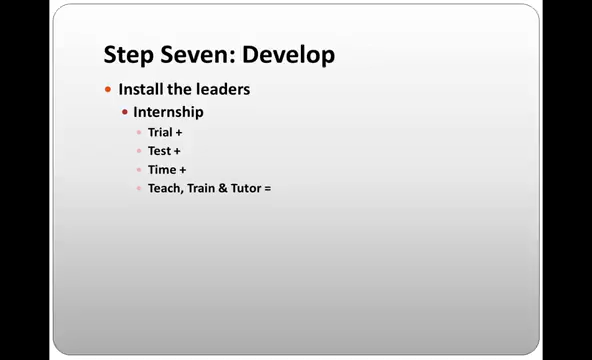 Step Seven: Develop
Install the leaders
Internship
Trial +
Test +
Time +
Teach, Train & Tutor =